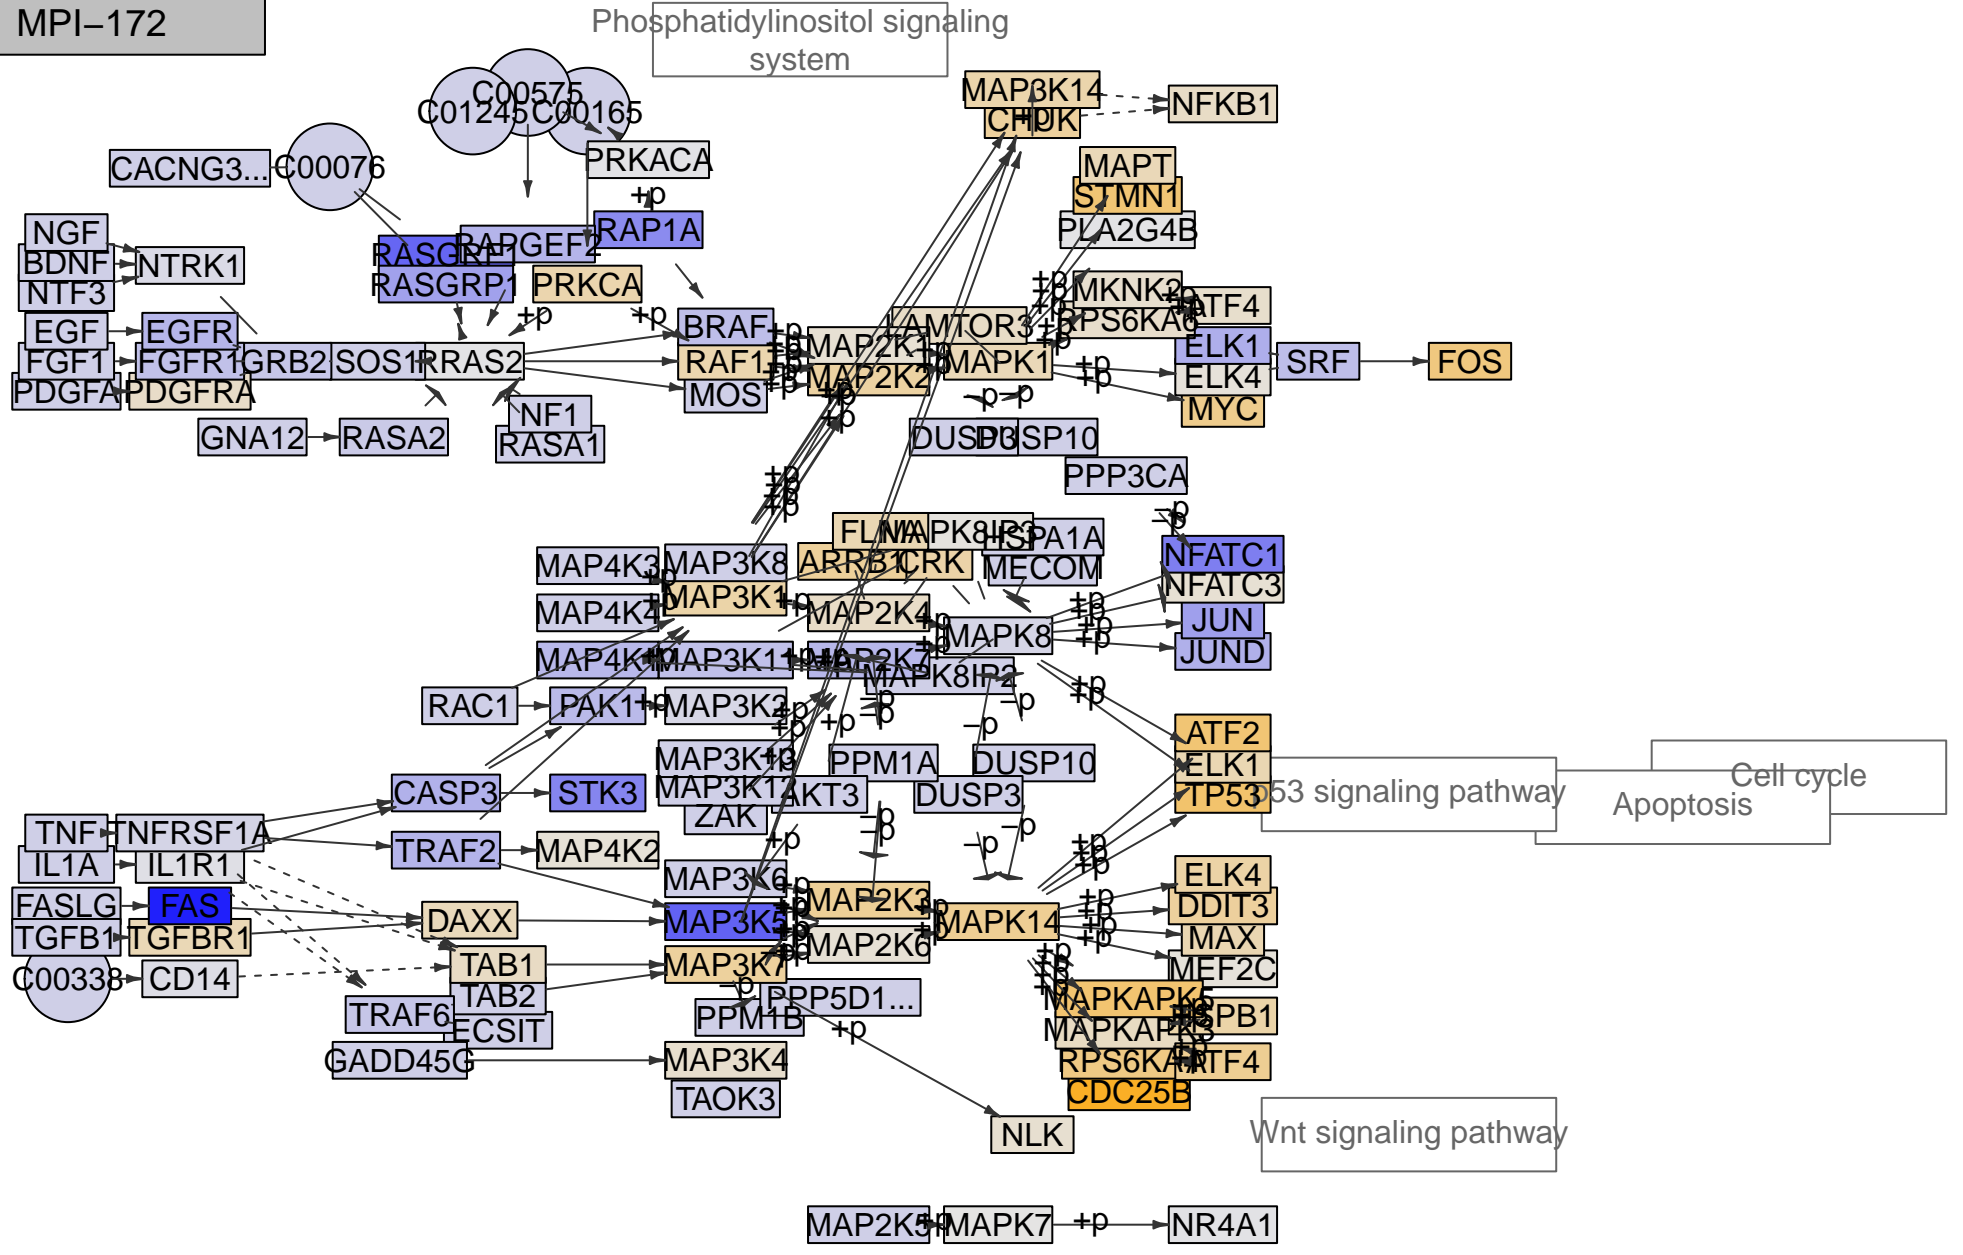 MPI−172
Phosphatidylinositol signaling
system
C00575
C01245
C00165
MAP3K14
CHUK
+p
NFKB1
CACNG3...
C00076
PRKACA
+p
RAP1A
MAPT
STMN1
PLA2G4B
NGF
BDNF
NTF3
NTRK1
RAPGEF2
RASGRP1
PRKCA
+p
+p
MKNK2
RPS6KA6
ATF4
EGF
EGFR
FGF1
FGFR1
PDGFA
PDGFRA
GRB2
SOS1
RRAS2
BRAF
RAF1
MOS
LAMTOR3
MAP2K1
MAP2K2
MAPK1
ELK1
ELK4
MYC
SRF
FOS
GNA12
RASA2
NF1
RASA1
DUSP3
DUSP10
PPP3CA
FLNA
MAPK8IP3
HSPA1A
ARRB1
CRK
MECOM
NFATC1
NFATC3
MAP4K3
MAP3K8
MAP3K1
MAP4K4
MAP2K4
MAPK8
JUN
JUND
MAP4K1
MAP3K11
MAP2K7
MAPK8IP2
RAC1
PAK1
+p
MAP3K2
ATF2
ELK1
TP53
MAP3K13
MAP3K12
ZAK
AKT3
PPM1A
DUSP10
DUSP3
p53 signaling pathway
Cell cycle
Apoptosis
CASP3
STK3
TNF
TNFRSF1A
IL1A
IL1R1
TRAF2
MAP4K2
FASLG
FAS
TGFB1
TGFBR1
DAXX
MAP3K6
MAP3K5
MAP3K7
MAP2K3
MAP2K6
MAPK14
ELK4
DDIT3
MAX
MEF2C
C00338
CD14
TAB1
TAB2
ECSIT
TRAF6
PPM1B
PPP5D1...
+p
MAPKAPK5
MAPKAPK3
HSPB1
GADD45G
MAP3K4
TAOK3
RPS6KA4
ATF4
CDC25B
NLK
Wnt signaling pathway
MAP2K5
+p
MAPK7
+p
NR4A1